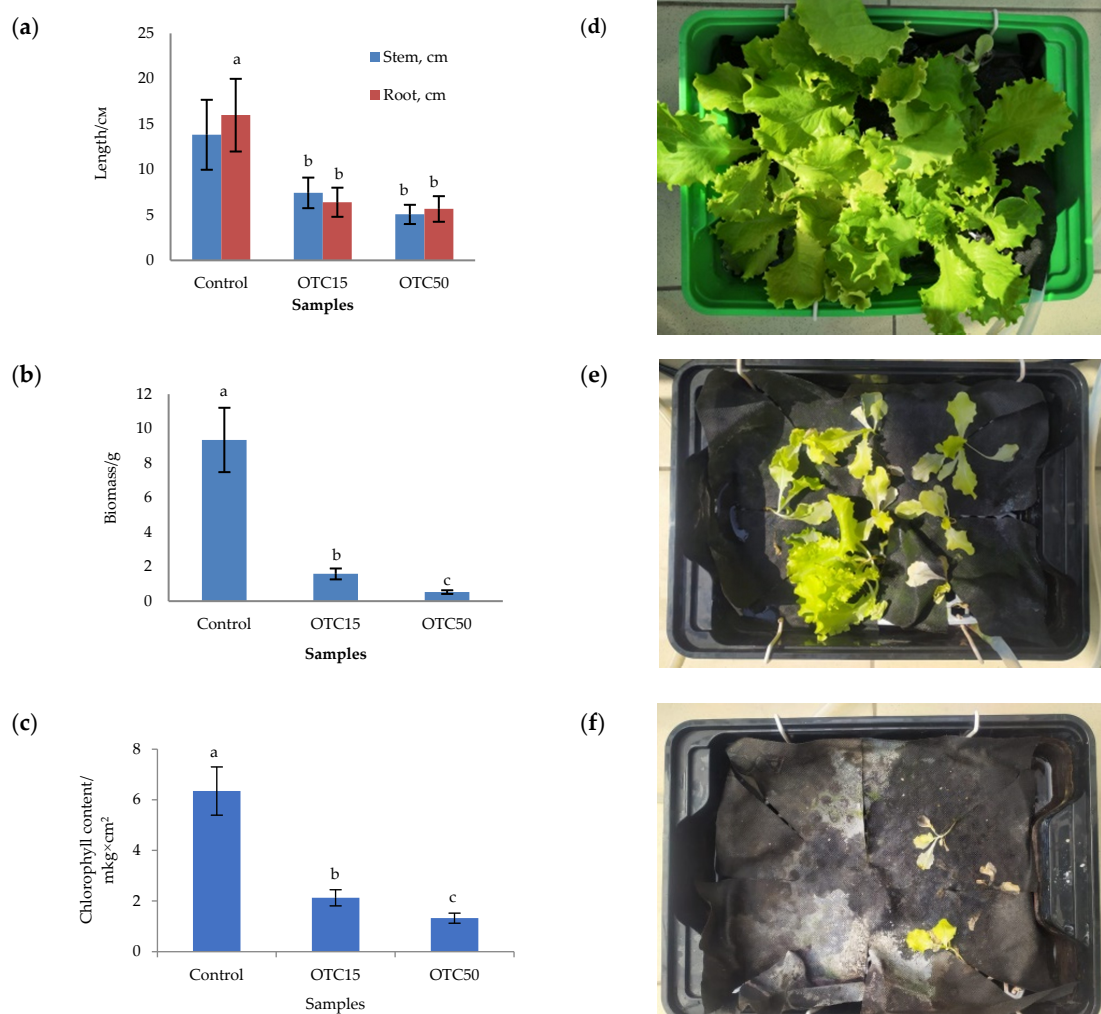 (a)
25
20
15
10
5
0
Length/см
a
b
b
b
b
Stem, cm
Root, cm
Control
OTC15
OTC50
Samples
(d)
(b)
12
10
8
6
4
2
0
Biomass/g
a
b
c
Control
OTC15
OTC50
Samples
(e)
(c)
8
6
4
2
0
Chlorophyll content/
mkg×cm²
a
b
c
Control
OTC15
OTC50
Samples
(f)